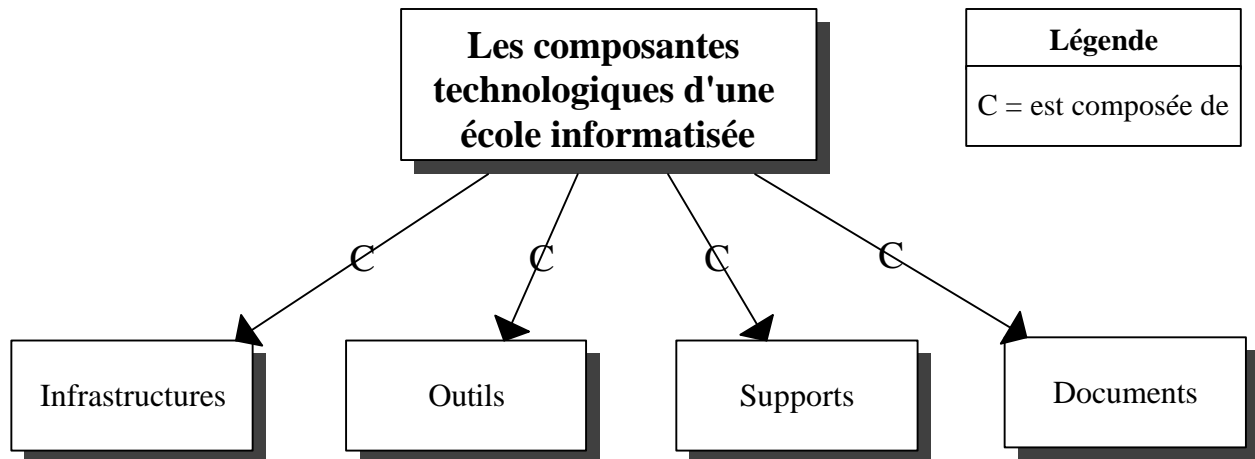 Les composantes
technologiques d'une
école informatisée
Légende
C = est composée de
C
C
C
C
Infrastructures
Outils
Supports
Documents